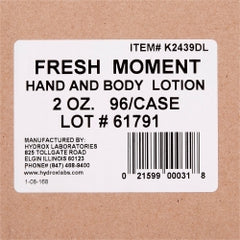 ITEM# K2439DL
FRESH MOMENT
HAND AND BODY LOTION
2 OZ. 96/CASE
LOT # 61791
MANUFACTURED BY:
HYDROX LABORATORIES
825 TOLLGATE ROAD
ELGIN ILLINOIS 60123
PHONE# (847) 468-9400
www.hydroxlabs.com
1-06-168
0 21599 00031 8